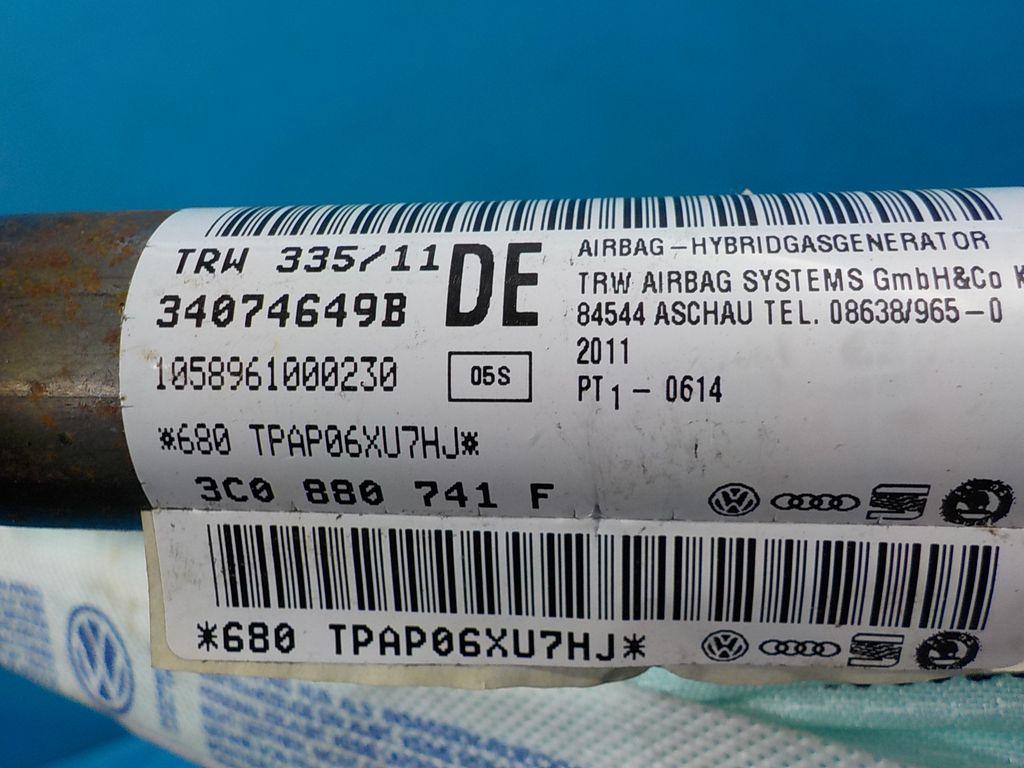 TRW 335/11
34074649B
DE
1058961000230
05S
*680 TPAP06XU7HJ*
3C0 880 741 F
AIRBAG-HYBRIDGASGENERATOR
TRW AIRBAG SYSTEMS GmbH&Co
84544 ASCHAU TEL. 08638/965-0
2011
PT1-0614
*680 TPAP06XU7HJ*